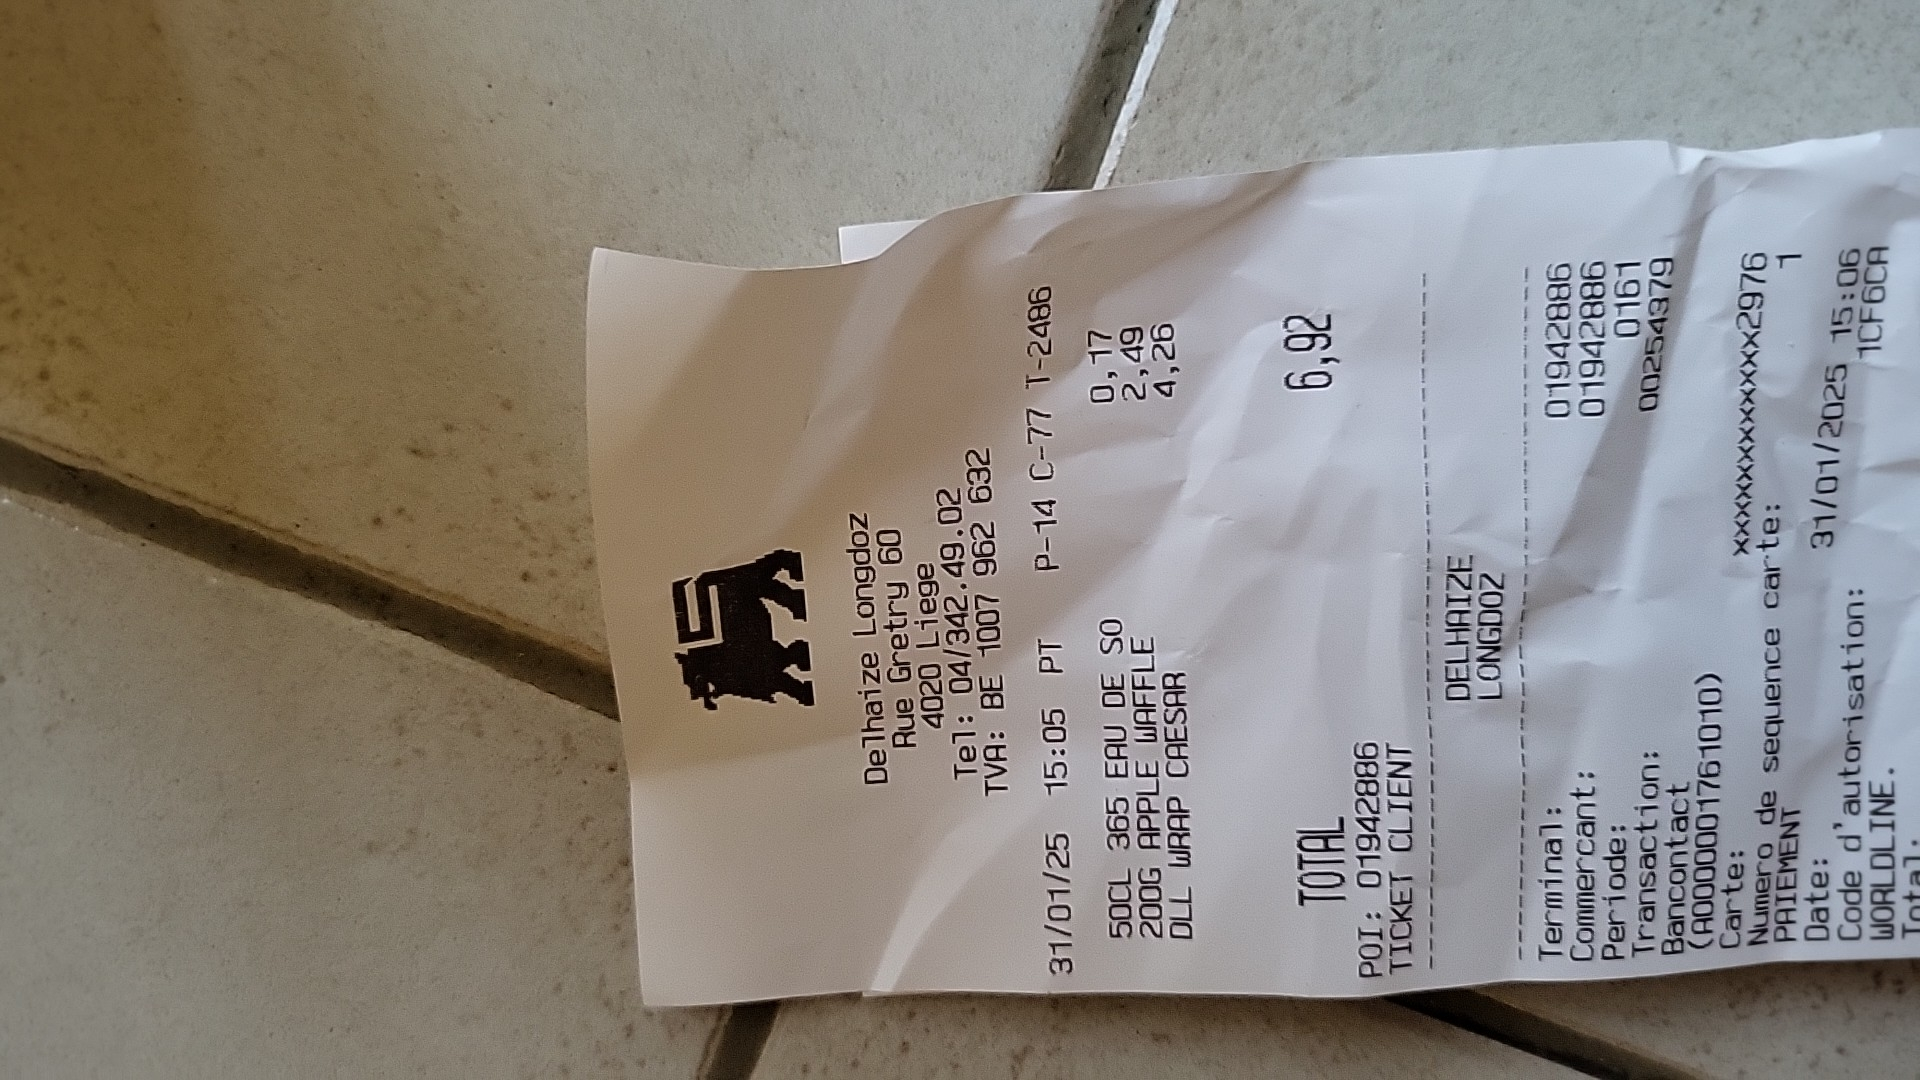 Delhaize Longdoz
Rue Gretry 60
4020 Liege
Tel: 04/342.49.02
TVA: BE 1007 962 632
31/01/25 15:05 PT P-14 C-77 T-2486
50CL 365 EAU DE SO 0,17
200G APPLE WAFFLE 2,49
DLL WRAP CAESAR 4,26
TOTAL 6,92
POI: 01942886
TICKET CLIENT
DELHAIZE
LONGDOZ
Terminal: 01942886
Commercant: 01942886
Periode: 0161
Transaction: 00254379
Bancontact
(A0000001761010)
Carte: xxxxxxxxxxxxx2976
Numero de sequence carte: 1
PAIEMENT
Date: 31/01/2025 15:06
Code d'autorisation: 1CF6CA
WORLDLINE.
Total: